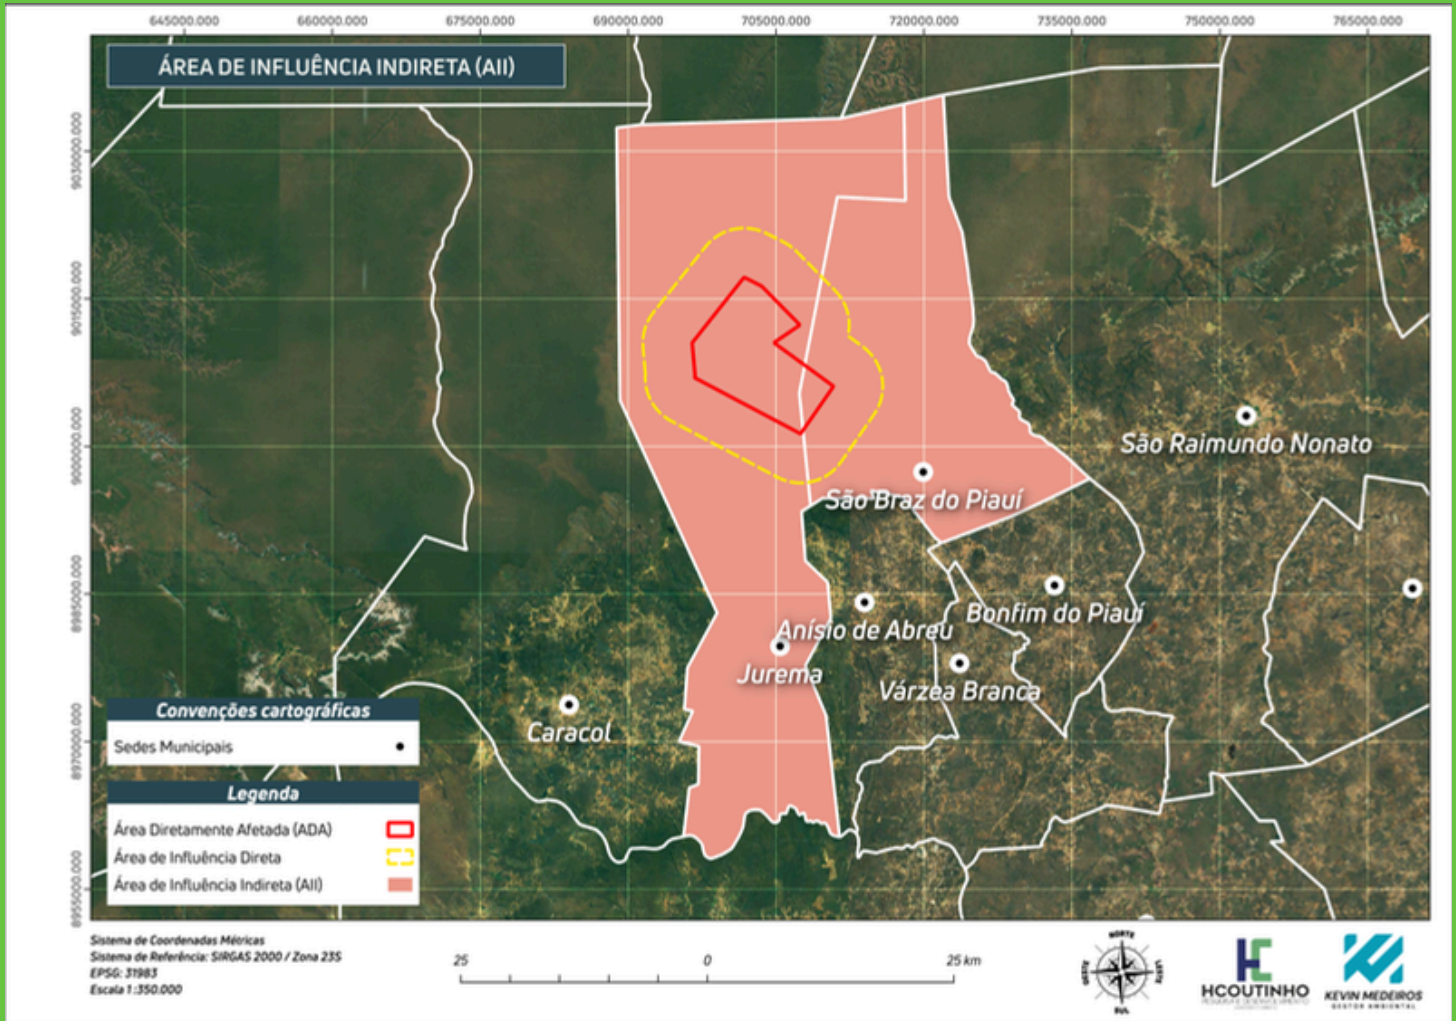 645000.000 660000.000 675000.000 690000.000 705000.000 720000.000 735000.000 750000.000 765000.000
ÁREA DE INFLUÊNCIA INDIRETA (AII)
9030000.000
9015000.000
9000000.000
8985000.000
8970000.000
8955000.000
São Raimundo Nonato
São Braz do Piauí
Bonfim do Piauí
Anísio de Abreu
Jurema
Várzea Branca
Caracol
Convenções cartográficas
Sedes Municipais
Legenda
Área Diretamente Afetada (ADA)
Área de Influência Direta
Área de Influência Indireta (AII)
Sistema de Coordenadas Métricas
Sistema de Referência: SIRGAS 2000 / Zona 23S
EPSG: 31983
Escala 1:350.000
25 0 25 km
NORTE
OESTE
LESTE
SUL
HC
HCOUTINHO
KEVIN MEDEIROS
GESTOR AMBIENTAL